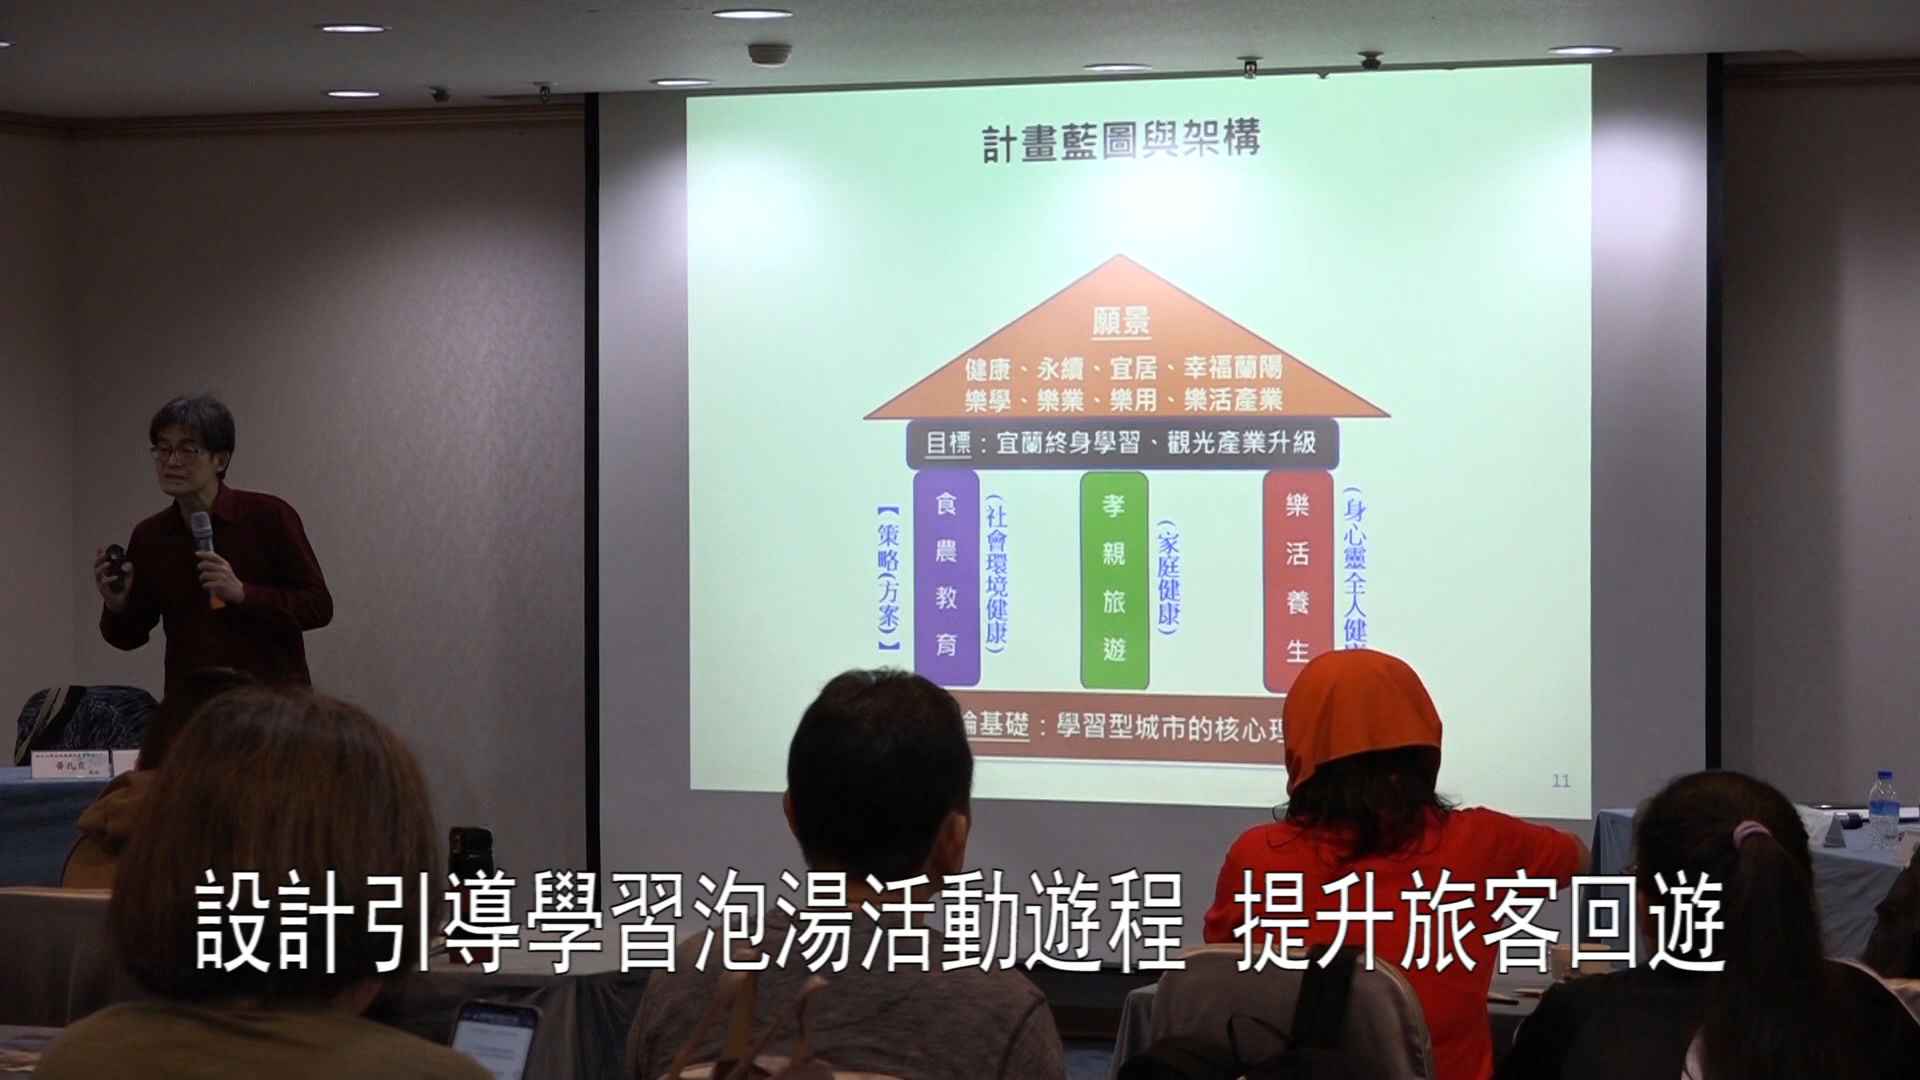 計畫藍圖與架構
願景
健康、永續、宜居、幸福蘭陽
樂學、樂業、樂用、樂活產業
目標：宜蘭終身學習、觀光產業升級
【策略(方案)】
食農教育
(社會環境健康)
孝親旅遊
(家庭健康)
樂活養生
(身心靈全人健
論基礎：學習型城市的核心理
11
設計引導學習泡湯活動遊程 提升旅客回遊